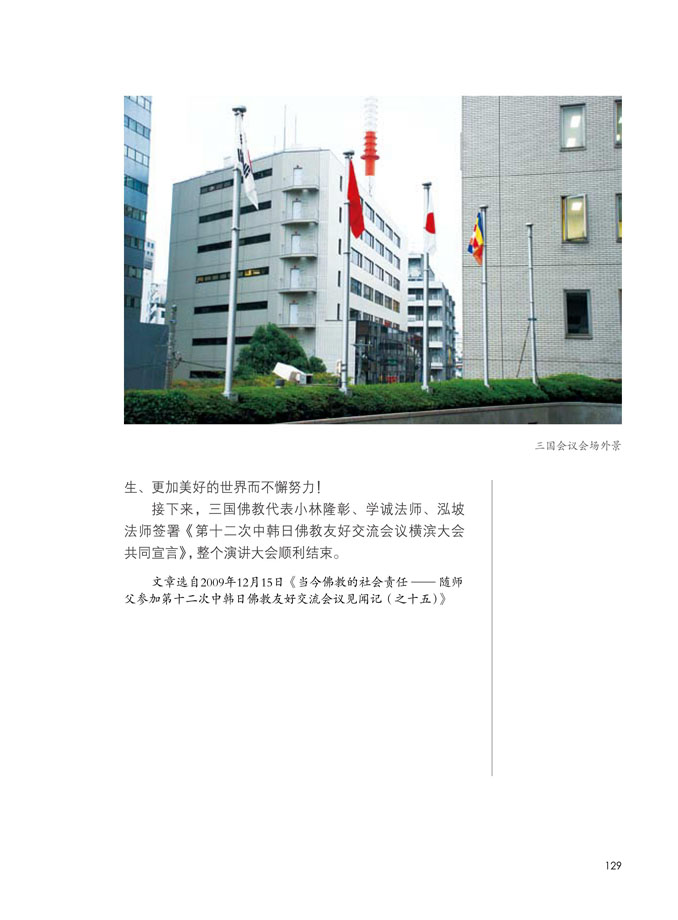 三国会议会场外景
生、更加美好的世界而不懈努力！
接下来，三国佛教代表小林隆彰、学诚法师、泓坡
法师签署《第十二次中韩日佛教友好交流会议横滨大会
共同宣言》，整个演讲大会顺利结束。
文章选自2009年12月15日《当今佛教的社会责任 —— 随师
父参加第十二次中韩日佛教友好交流会议见闻记（之十五）》
129